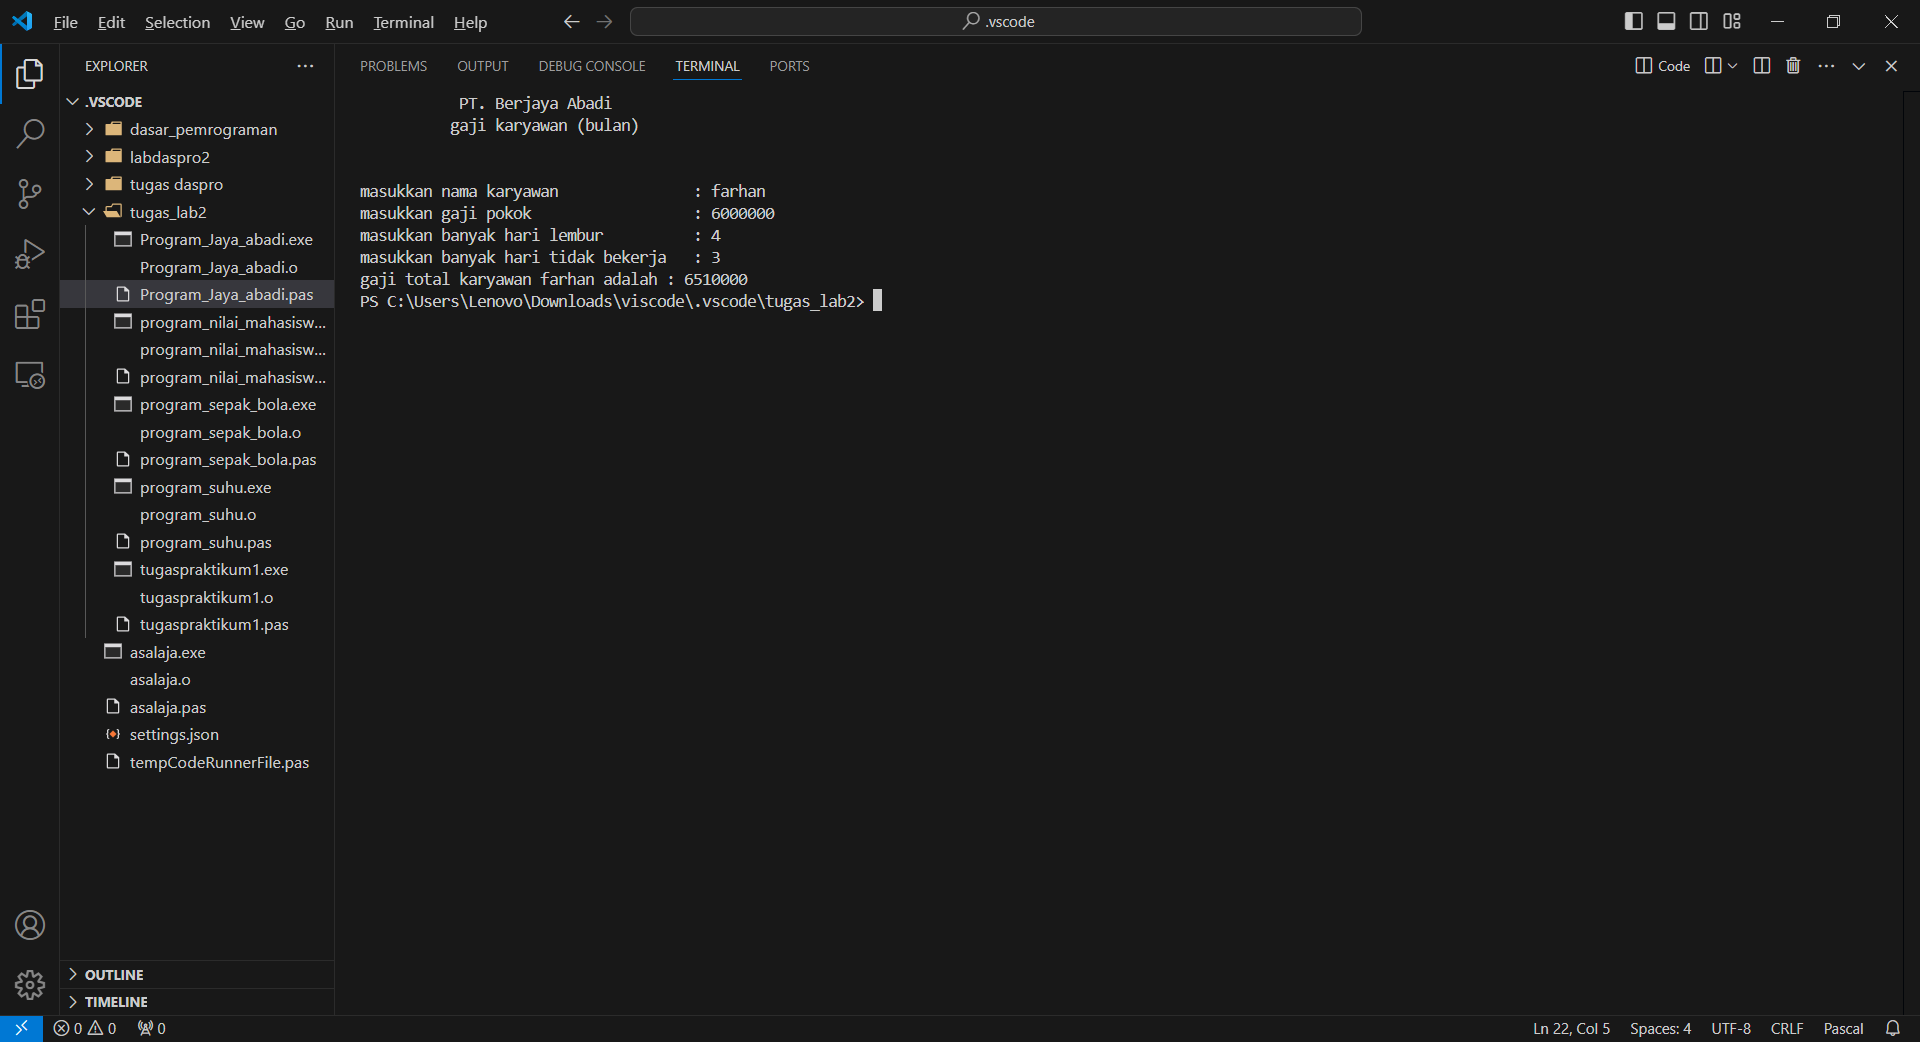 File Edit Selection View Go Run Terminal Help
.vscode
EXPLORER
.VSCODE
dasar_pemrograman
labdaspro2
tugas daspro
tugas_lab2
Program_Jaya_abadi.exe
Program_Jaya_abadi.o
Program_Jaya_abadi.pas
program_nilai_mahasisw...
program_nilai_mahasisw...
program_nilai_mahasisw...
program_sepak_bola.exe
program_sepak_bola.o
program_sepak_bola.pas
program_suhu.exe
program_suhu.o
program_suhu.pas
tugaspraktikum1.exe
tugaspraktikum1.o
tugaspraktikum1.pas
asalaja.exe
asalaja.o
asalaja.pas
settings.json
tempCodeRunnerFile.pas
OUTLINE
TIMELINE
PROBLEMS OUTPUT DEBUG CONSOLE TERMINAL PORTS
Code
PT. Berjaya Abadi
gaji karyawan (bulan)
masukkan nama karyawan : farhan
masukkan gaji pokok : 6000000
masukkan banyak hari lembur : 4
masukkan banyak hari tidak bekerja : 3
gaji total karyawan farhan adalah : 6510000
PS C:\Users\Lenovo\Downloads\viscode\.vscode\tugas_lab2>
0 0 0
Ln 22, Col 5 Spaces: 4 UTF-8 CRLF Pascal